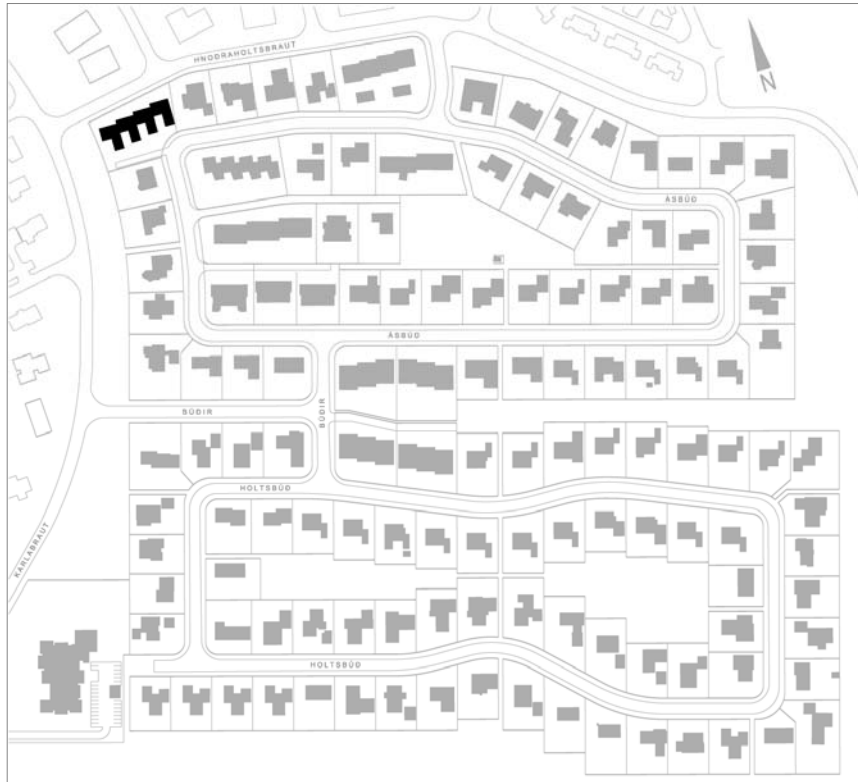 HNOÐRAHOLTSBRAUT
N
ÁSBÚÐ
ÁSBÚÐ
BÚÐIR
BÚÐIR
HOLTSBÚÐ
KARLABRAUT
HOLTSBÚÐ